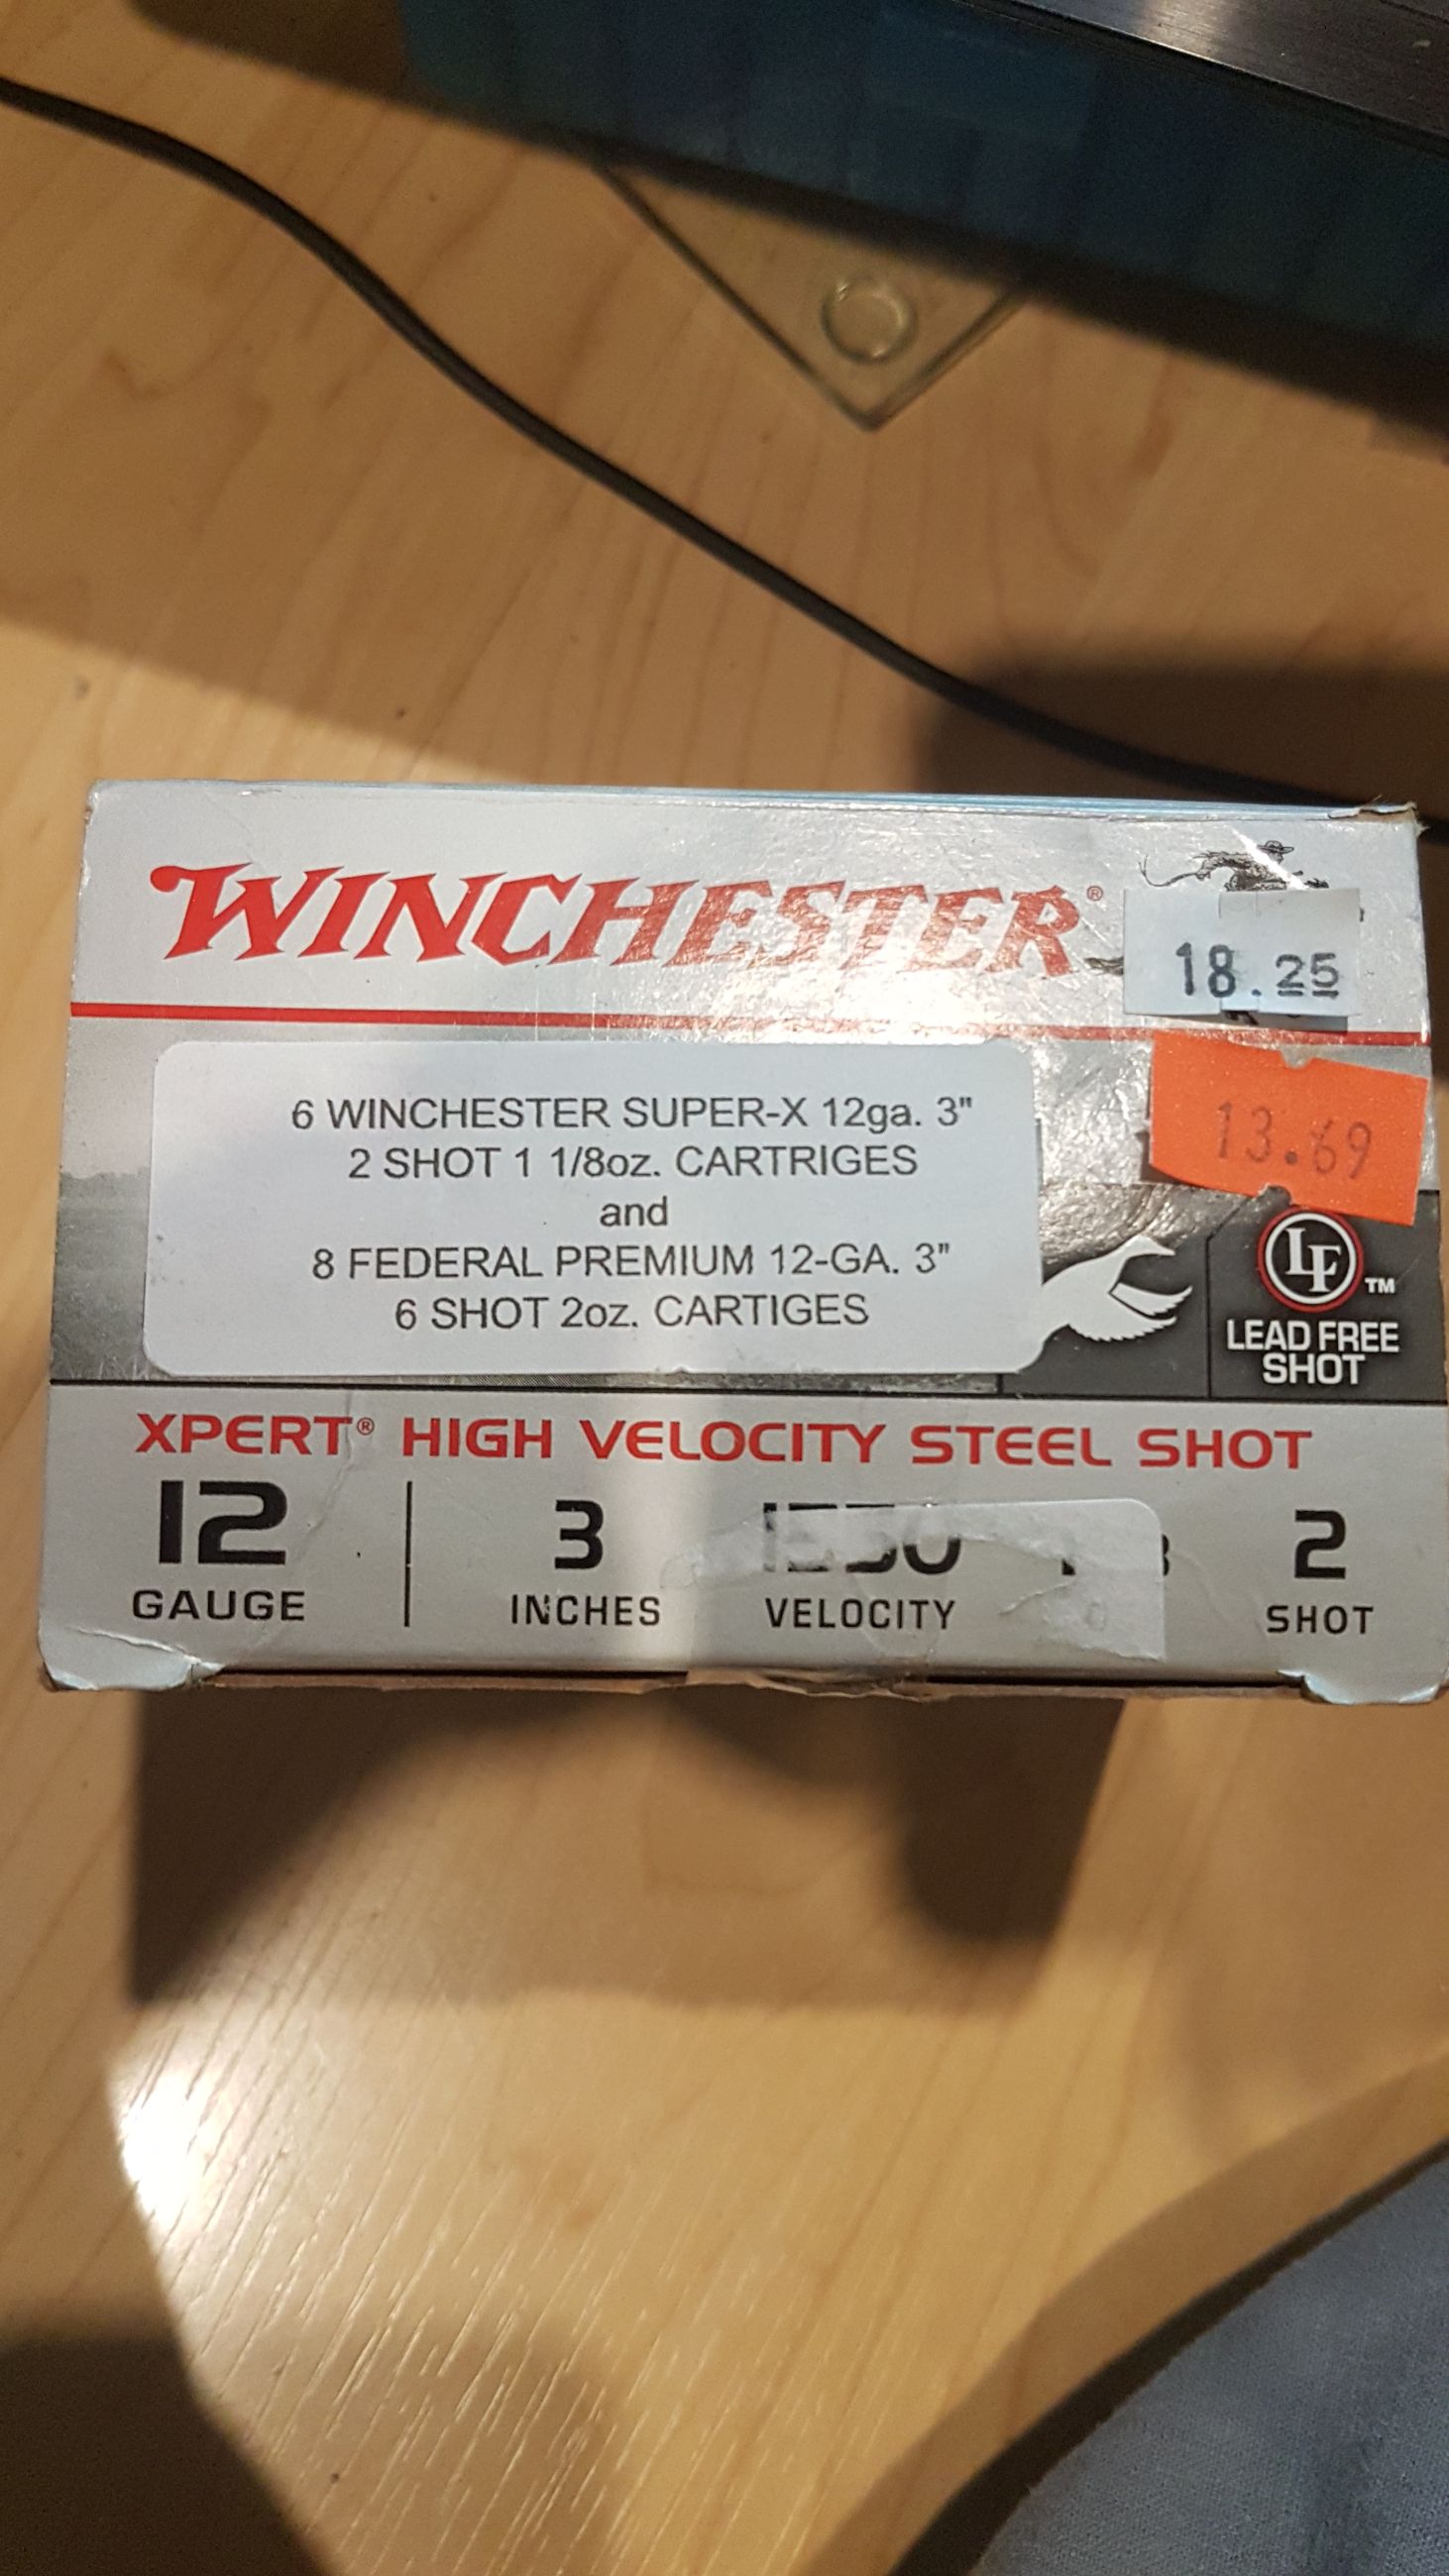 WINCHESTER®
18.25
13.69
6 WINCHESTER SUPER-X 12ga. 3"
2 SHOT 1 1/8oz. CARTRIGES
and
8 FEDERAL PREMIUM 12-GA. 3"
6 SHOT 2oz. CARTIGES
LF™
LEAD FREE
SHOT
XPERT® HIGH VELOCITY STEEL SHOT
12 3 2
GAUGE INCHES VELOCITY SHOT